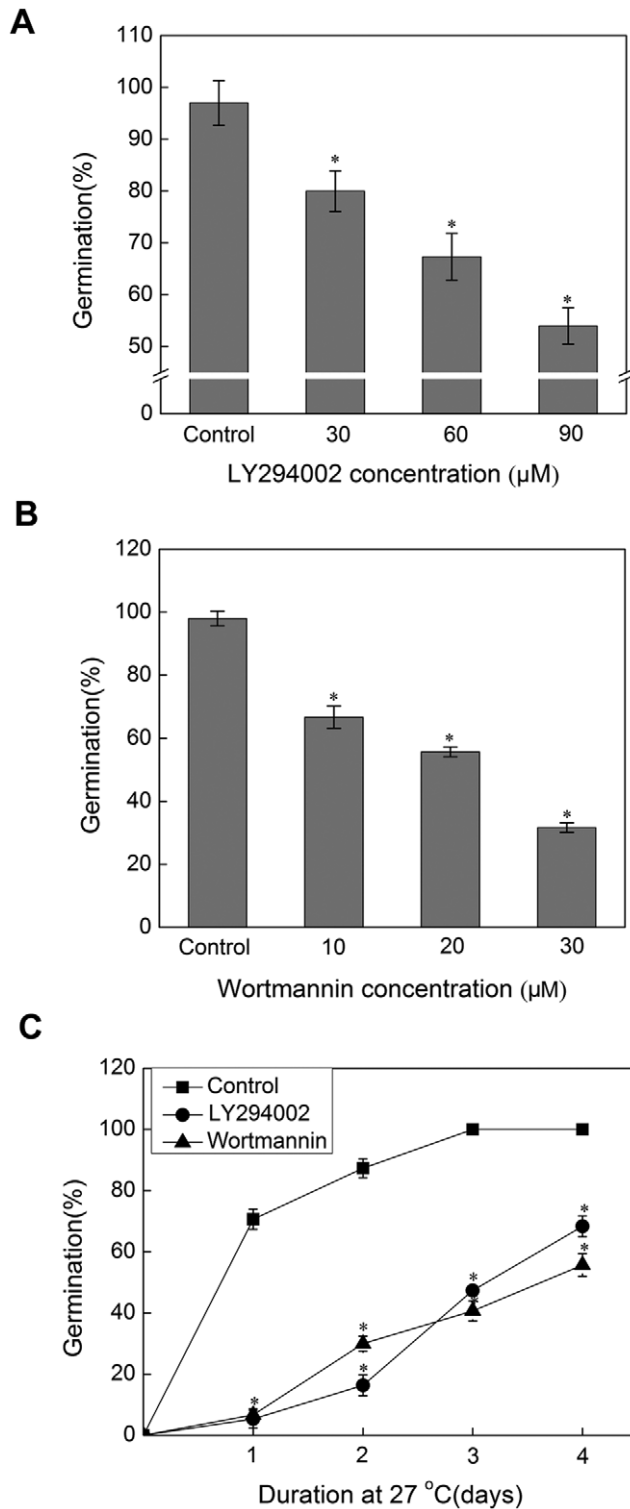 A
110
100
90
80
70
60
50
0
Germination(%)
*
*
*
Control 30 60 90
LY294002 concentration (μM)
B
120
100
80
60
40
20
0
Germination(%)
*
*
*
Control 10 20 30
Wortmannin concentration (μM)
C
120
100
80
60
40
20
0
Germination(%)
Control
LY294002
Wortmannin
*
*
*
*
*
*
*
1 2 3 4
Duration at 27 °C(days)